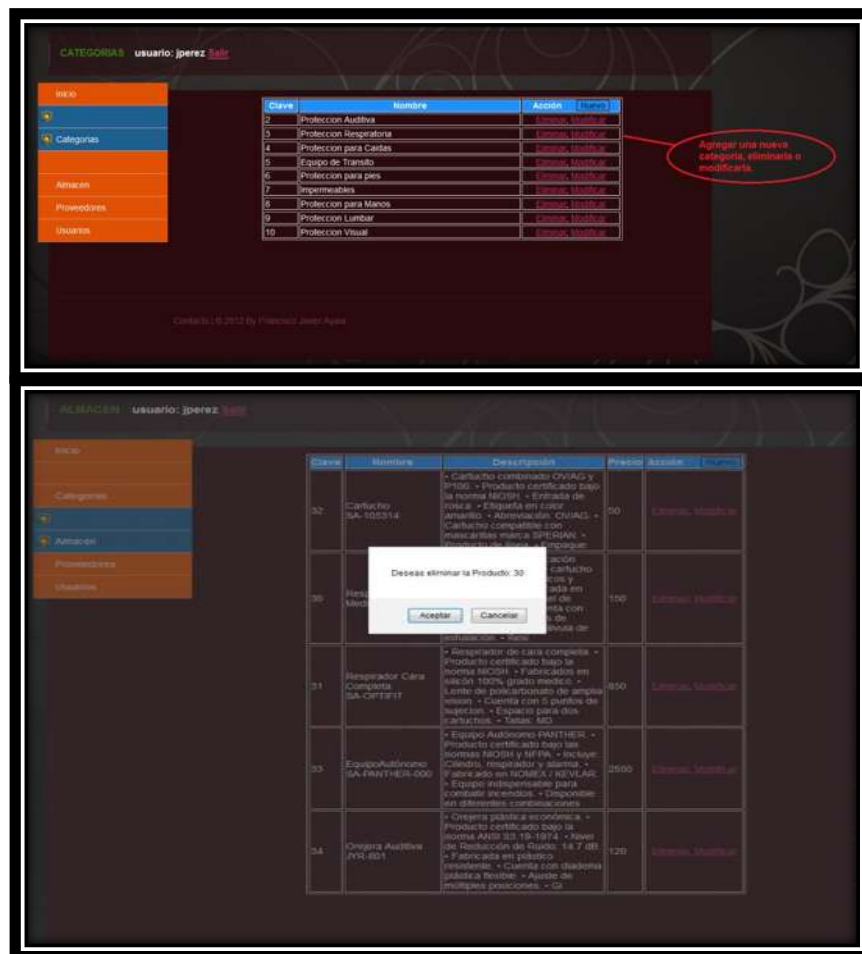 CATEGORIAS usuario: jperez Salir
Inicio
Categorias
Almacen
Proveedores
Usuarios
Clave Nombre Acción Nuevo
2 Proteccion Auditiva Eliminar, Modificar
3 Proteccion Respiratoria Eliminar, Modificar
4 Proteccion para Caidas Eliminar, Modificar
5 Equipo de Transito Eliminar, Modificar
6 Proteccion para pies Eliminar, Modificar
7 Impermeables Eliminar, Modificar
8 Proteccion para Manos Eliminar, Modificar
9 Proteccion Lumbar Eliminar, Modificar
10 Proteccion Visual Eliminar, Modificar
Agregar una nueva
categoria, eliminarla o
modificarla.
Contacto | © 2012 By Francisco Javier Ayala
ALMACEN usuario: jperez Salir
Inicio
Categorias
Almacen
Proveedores
Usuarios
Clave Nombre Descripción Precio Acción Nuevo
32 Cartucho
SA-105314
• Cartucho combinado OV/AG y
P100. • Producto certificado bajo
la norma NIOSH. • Entrada de
rosca. • Etiqueta en color
amarillo. • Abreviación: OV/AG. •
Cartucho compatible con
mascarillas marca SPERIAN. •
Producto de línea. • Empaque:
50 Eliminar, Modificar
Deseas eliminar la Producto: 30
Aceptar Cancelar
30
150 Eliminar, Modificar
31 Respirador Cara
Completa
SA-OPTIFIT
• Respirador de cara completa. •
Producto certificado bajo la
norma NIOSH. • Fabricados en
silicón 100% grado medico. •
Lente de policarbonato de amplia
vision. • Cuenta con 5 puntos de
sujecion. • Espacio para dos
cartuchos. • Tallas: MD.
850 Eliminar, Modificar
33 EquipoAutónomo
SA-PANTHER-000
• Equipo Autónomo PANTHER. •
Producto certificado bajo las
normas NIOSH y NFPA. • Incluye:
Cilindro, respirador y alarma. •
Fabricado en NOMEX / KEVLAR.
• Equipo indispensable para
combatir incendios. • Disponible
en diferentes combinaciones
2500 Eliminar, Modificar
34 Orejera Auditiva
JYR-801
• Orejera plástica económica. •
Producto certificado bajo la
norma ANSI S3.19-1974. • Nivel
de Reducción de Ruido: 14.7 dB.
• Fabricada en plástico
resistente. • Cuenta con diadema
plástica flexible. • Ajuste de
múltiples posiciones. • Gi
120 Eliminar, Modificar